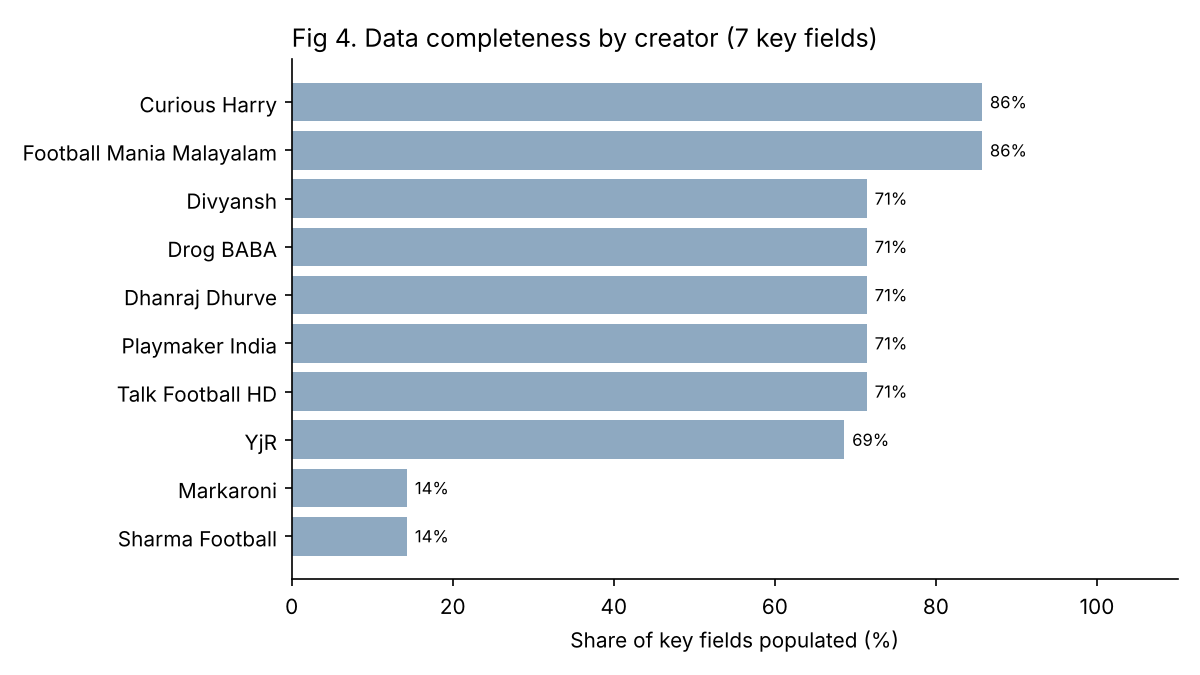 Fig 4. Data completeness by creator (7 key fields)
Curious Harry 86%
Football Mania Malayalam 86%
Divyansh 71%
Drog BABA 71%
Dhanraj Dhurve 71%
Playmaker India 71%
Talk Football HD 71%
YjR 69%
Markaroni 14%
Sharma Football 14%
0 20 40 60 80 100
Share of key fields populated (%)